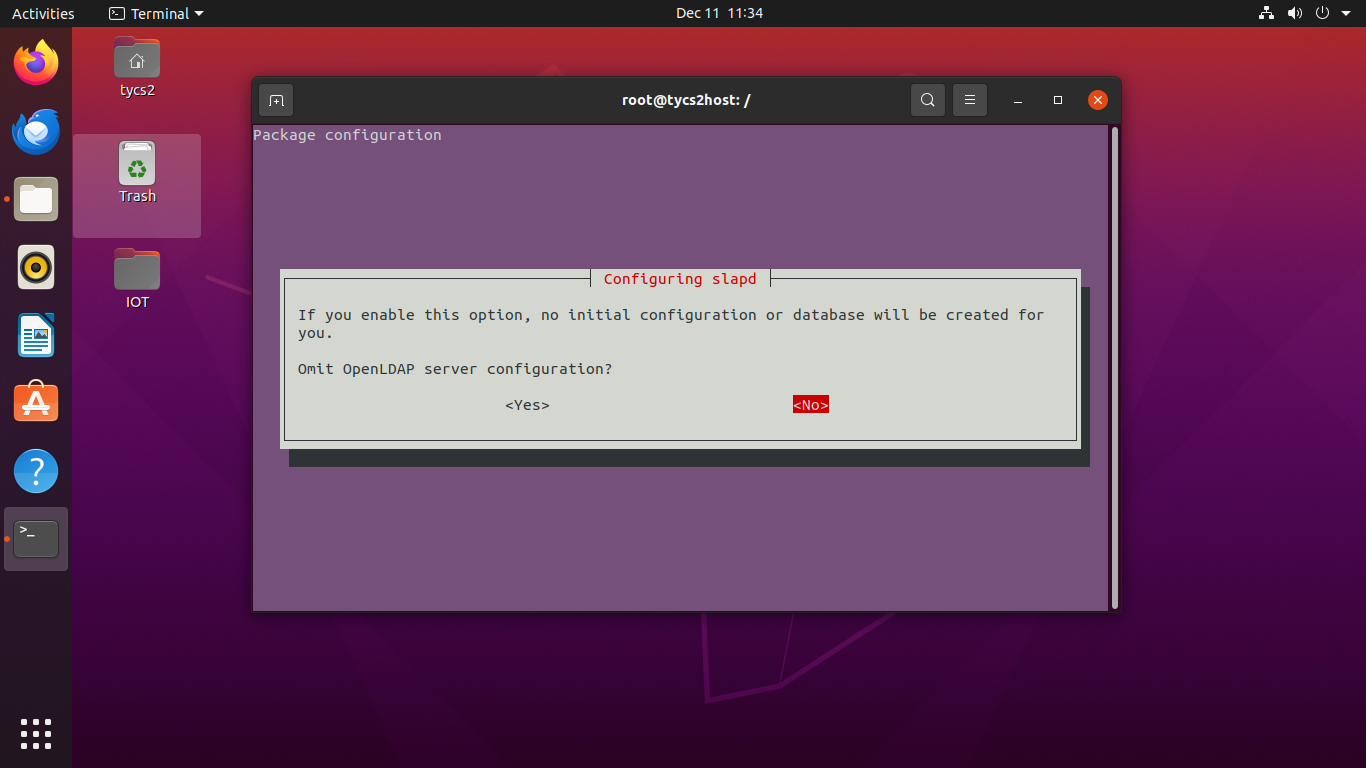 Activities
Terminal
Dec 11 11:34
tycs2
Trash
IOT
root@tycs2host: /
Package configuration
Configuring slapd
If you enable this option, no initial configuration or database will be created for
you.
Omit OpenLDAP server configuration?
<Yes> <No>
>_
?